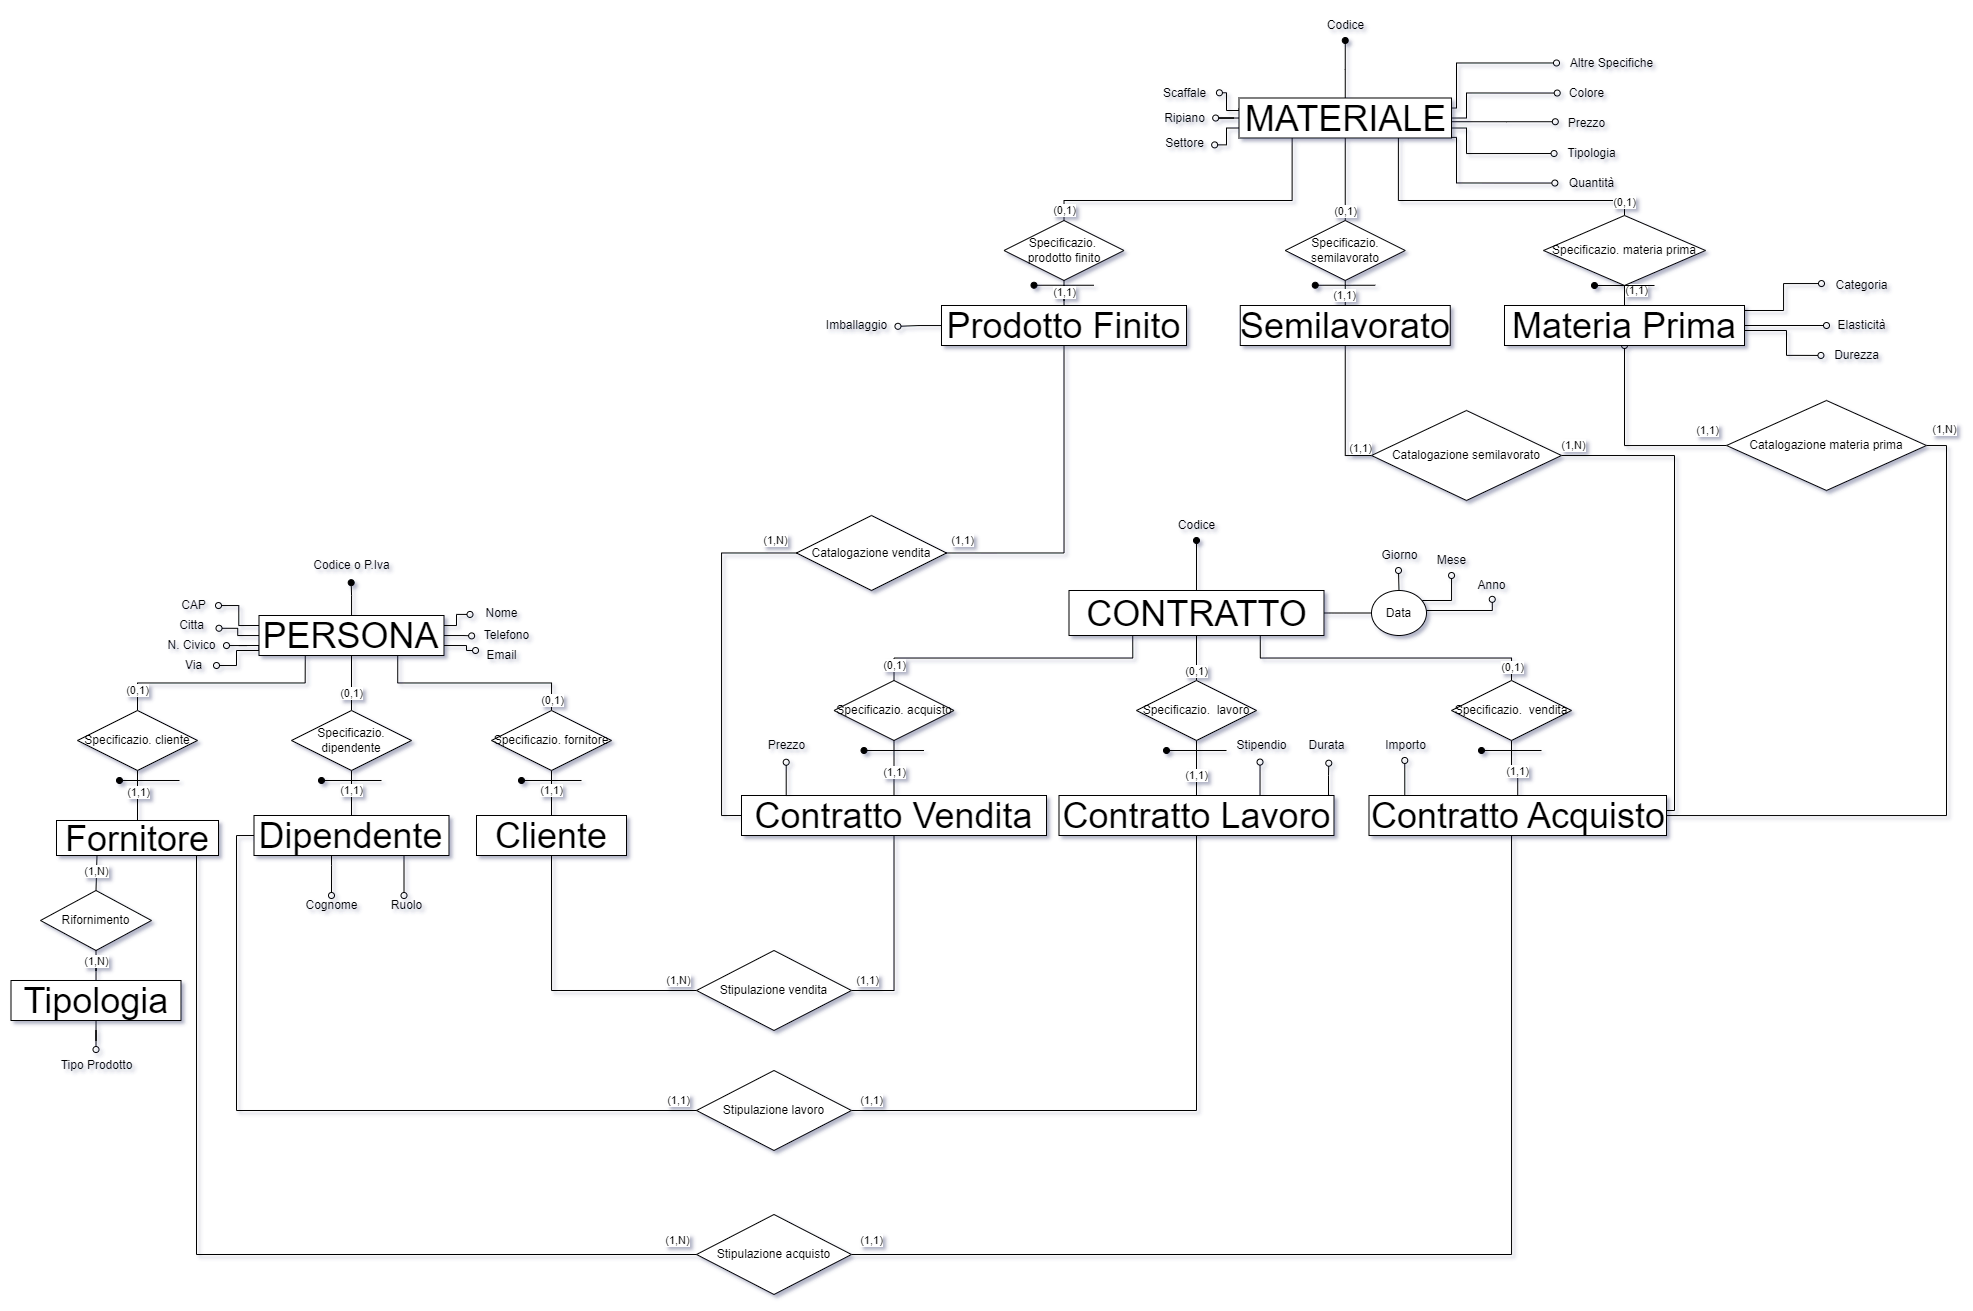 Codice
Altre Specifiche
Scaffale
Colore
MATERIALE
Ripiano
Prezzo
Settore
Tipologia
Quantità
(0,1)
(0,1)
(0,1)
Specificazio.
prodotto finito
Specificazio.
semilavorato
Specificazio. materia prima
(1,1)
(1,1)
(1,1)
Categoria
Imballaggio
Prodotto Finito
Semilavorato
Materia Prima
Elasticità
Durezza
(1,1)
(1,N)
Catalogazione materia prima
(1,1)
(1,N)
Catalogazione semilavorato
(1,N)
(1,1)
Catalogazione vendita
Codice
Giorno
Mese
Anno
CONTRATTO
Data
Codice o P.Iva
CAP
Nome
Citta
PERSONA
Telefono
N. Civico
Email
Via
(0,1)
(0,1)
(0,1)
(0,1)
(0,1)
(0,1)
Specificazio. acquisto
Specificazio.  lavoro
Specificazio.  vendita
Specificazio. cliente
Specificazio.
dipendente
Specificazio. fornitore
Prezzo
Stipendio
Durata
Importo
(1,1)
(1,1)
(1,1)
(1,1)
(1,1)
(1,1)
Contratto Vendita
Contratto Lavoro
Contratto Acquisto
Fornitore
Dipendente
Cliente
(1,N)
Cognome
Ruolo
Rifornimento
(1,N)
Tipologia
Tipo Prodotto
(1,N)
(1,1)
Stipulazione vendita
(1,1)
(1,1)
Stipulazione lavoro
(1,N)
(1,1)
Stipulazione acquisto